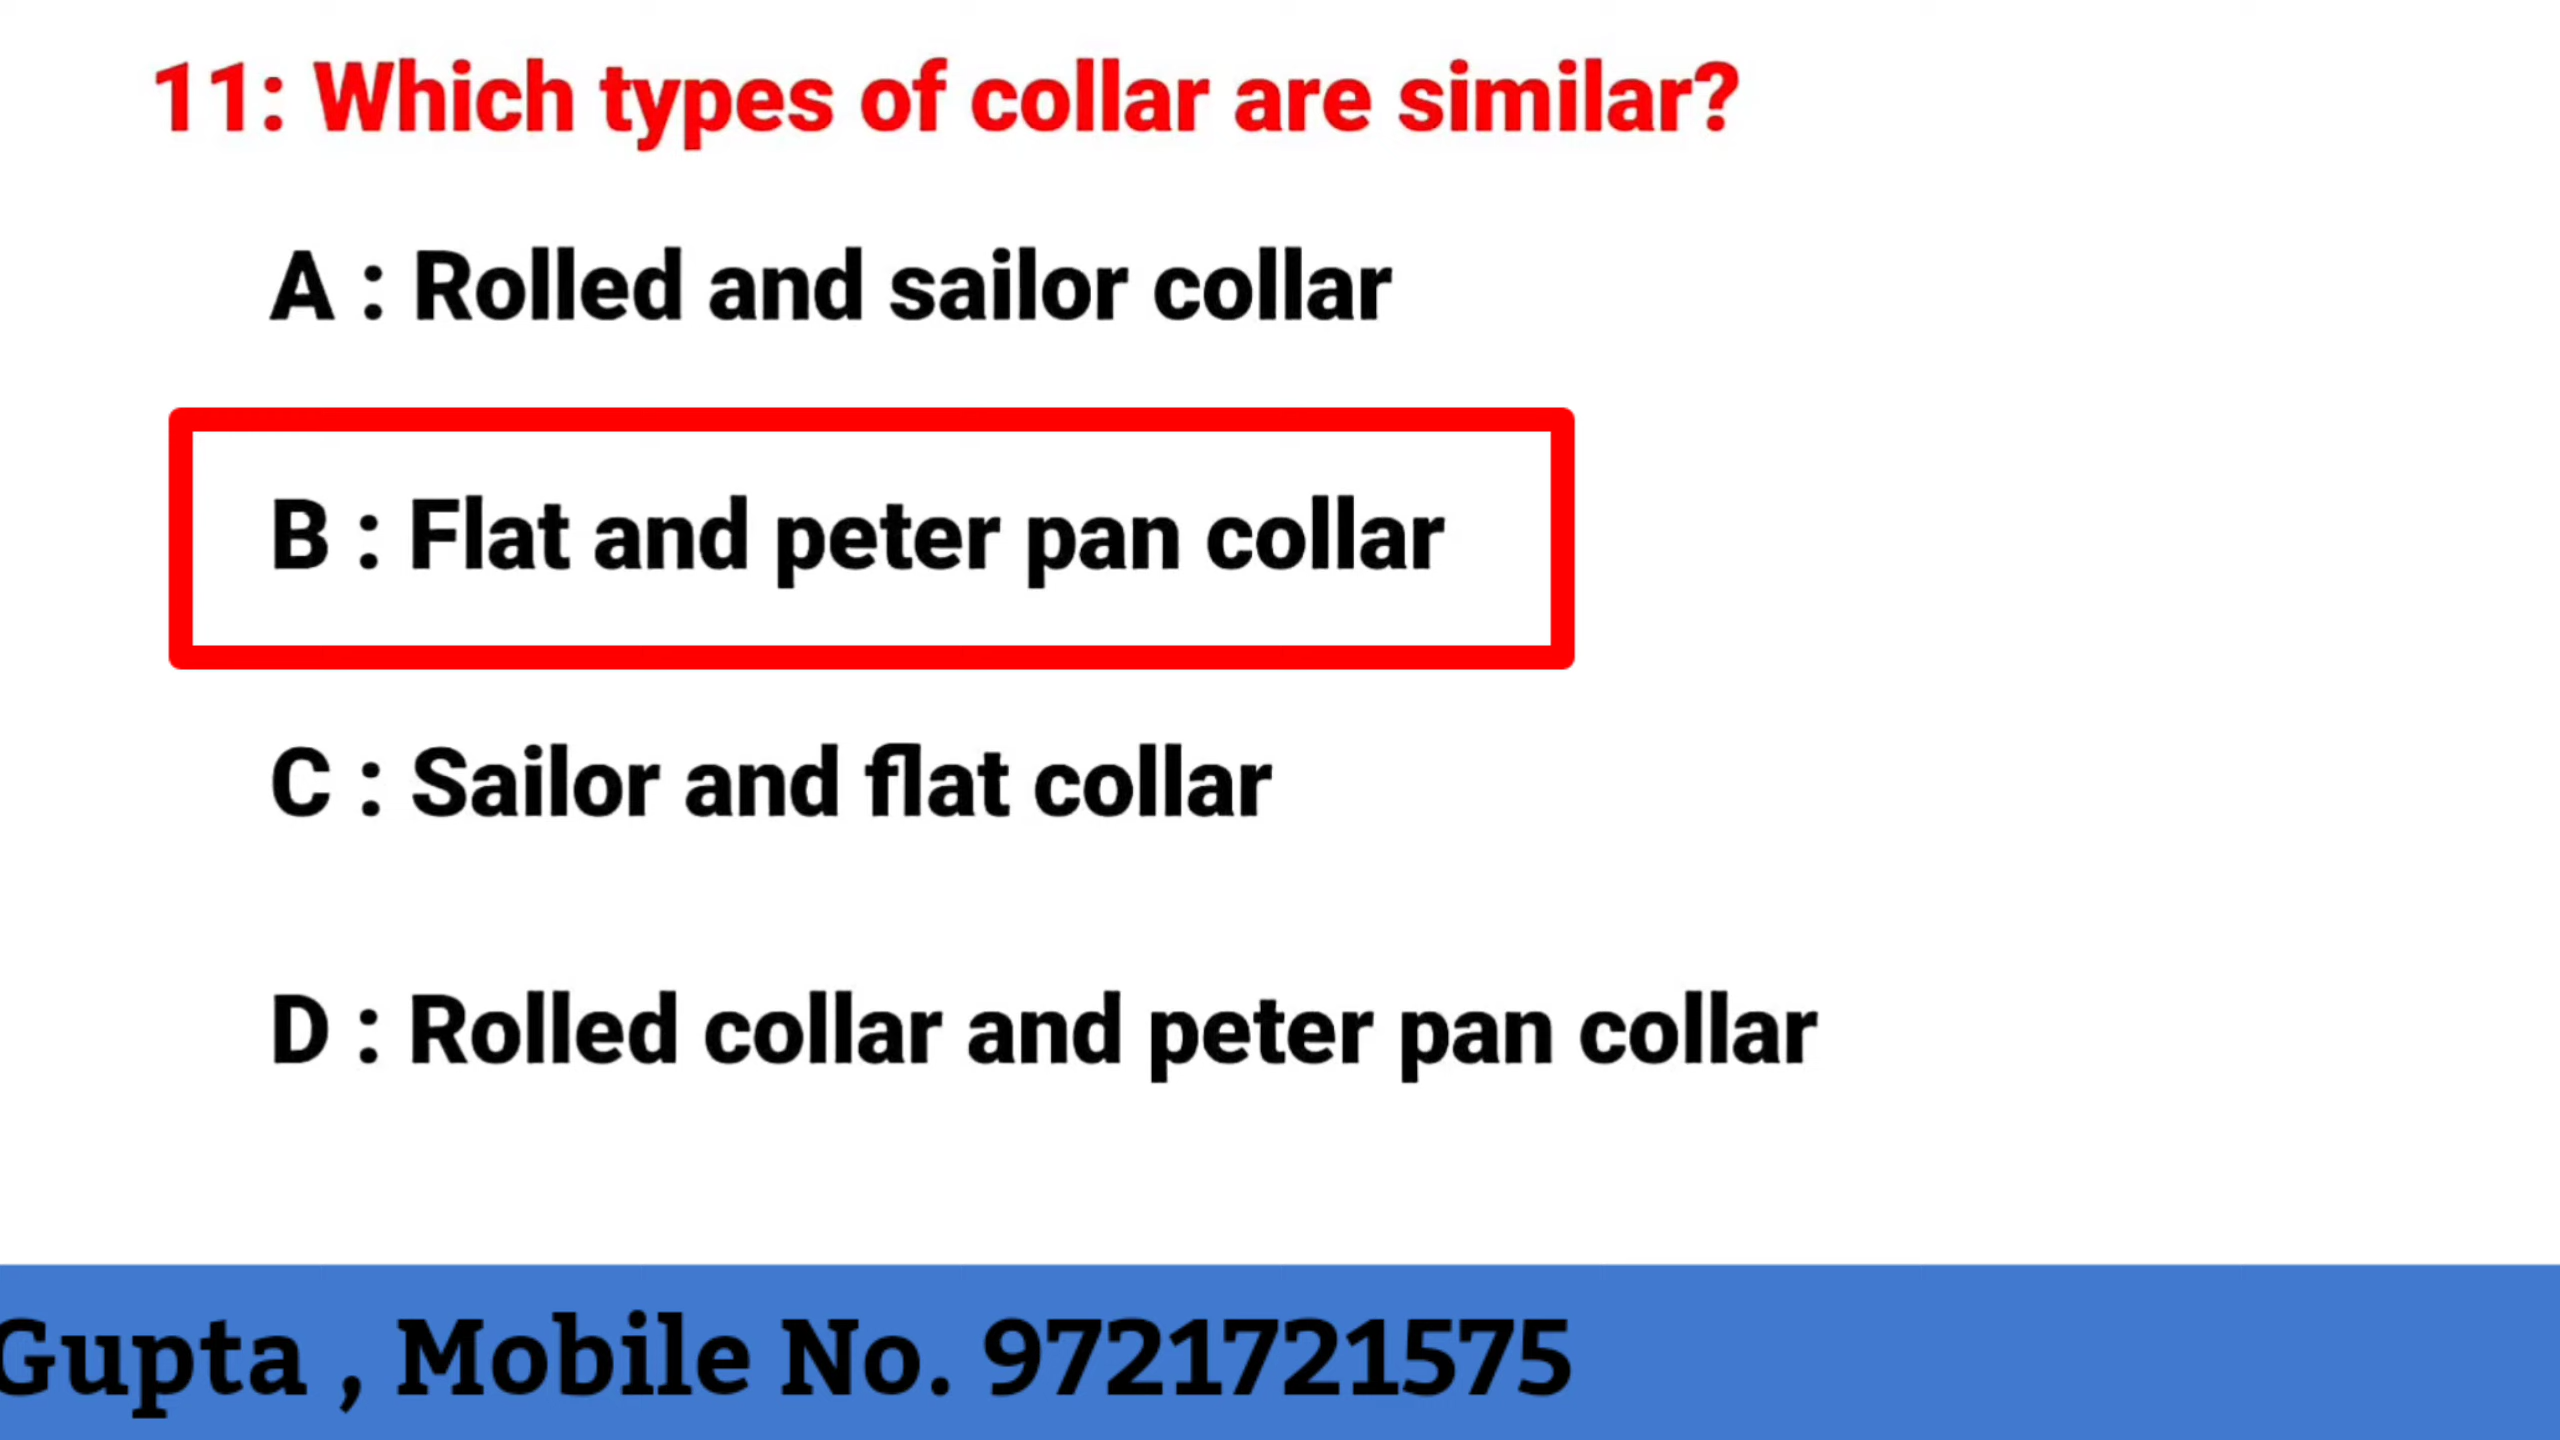 11: Which types of collar are similar?
A : Rolled and sailor collar
B : Flat and peter pan collar
C : Sailor and flat collar
D : Rolled collar and peter pan collar
Gupta , Mobile No. 9721721575